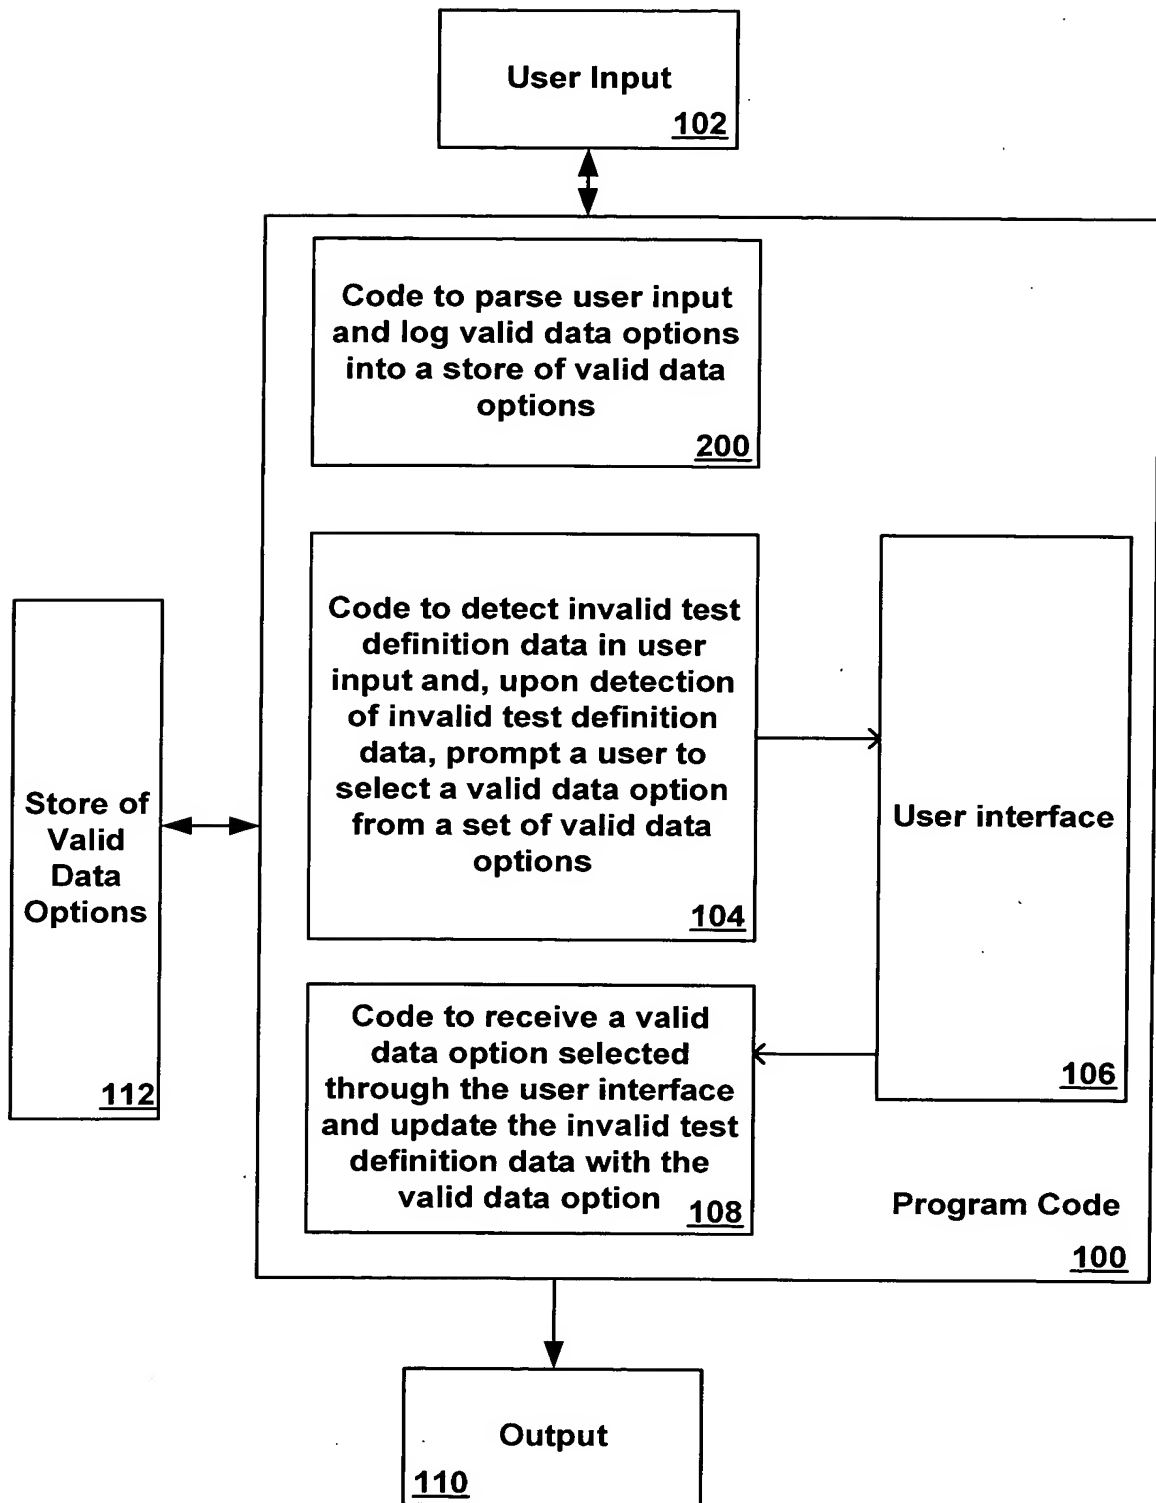 User Input
102
Code to parse user input
and log valid data options
into a store of valid data
options
200
Code to detect invalid test
definition data in user
input and, upon detection
of invalid test definition
data, prompt a user to
select a valid data option
from a set of valid data
options
104
User interface
106
Store of
Valid
Data
Options
112
Code to receive a valid
data option selected
through the user interface
and update the invalid test
definition data with the
valid data option
108
Program Code
100
Output
110